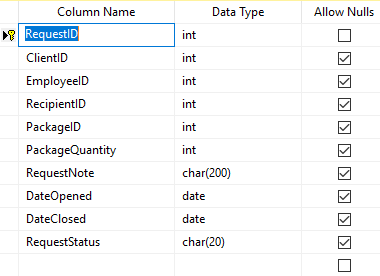 Column Name Data Type Allow Nulls
RequestID int
ClientID int
EmployeeID int
RecipientID int
PackageID int
PackageQuantity int
RequestNote char(200)
DateOpened date
DateClosed date
RequestStatus char(20)